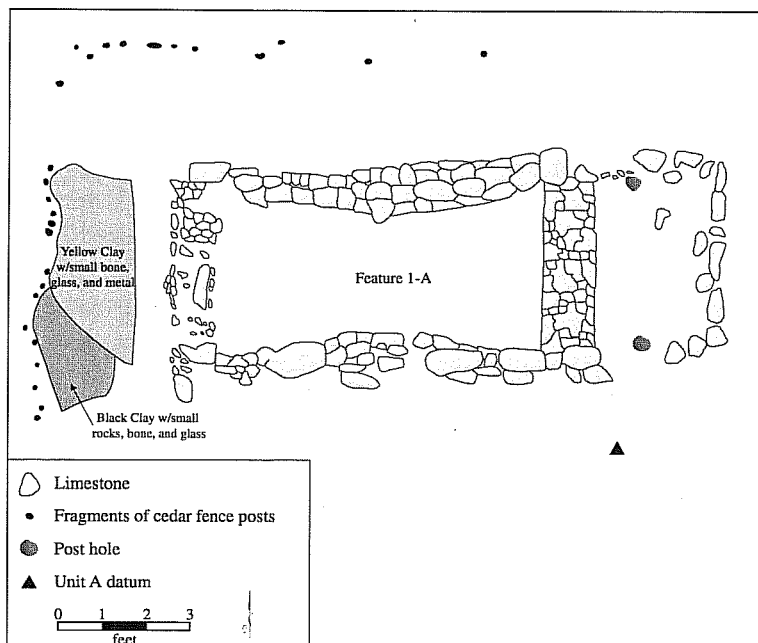 Yellow Clay
w/small bone,
glass, and metal
Feature 1-A
Black Clay w/small
rocks, bone, and glass
Limestone
Fragments of cedar fence posts
Post hole
Unit A datum
0 1 2 3
feet